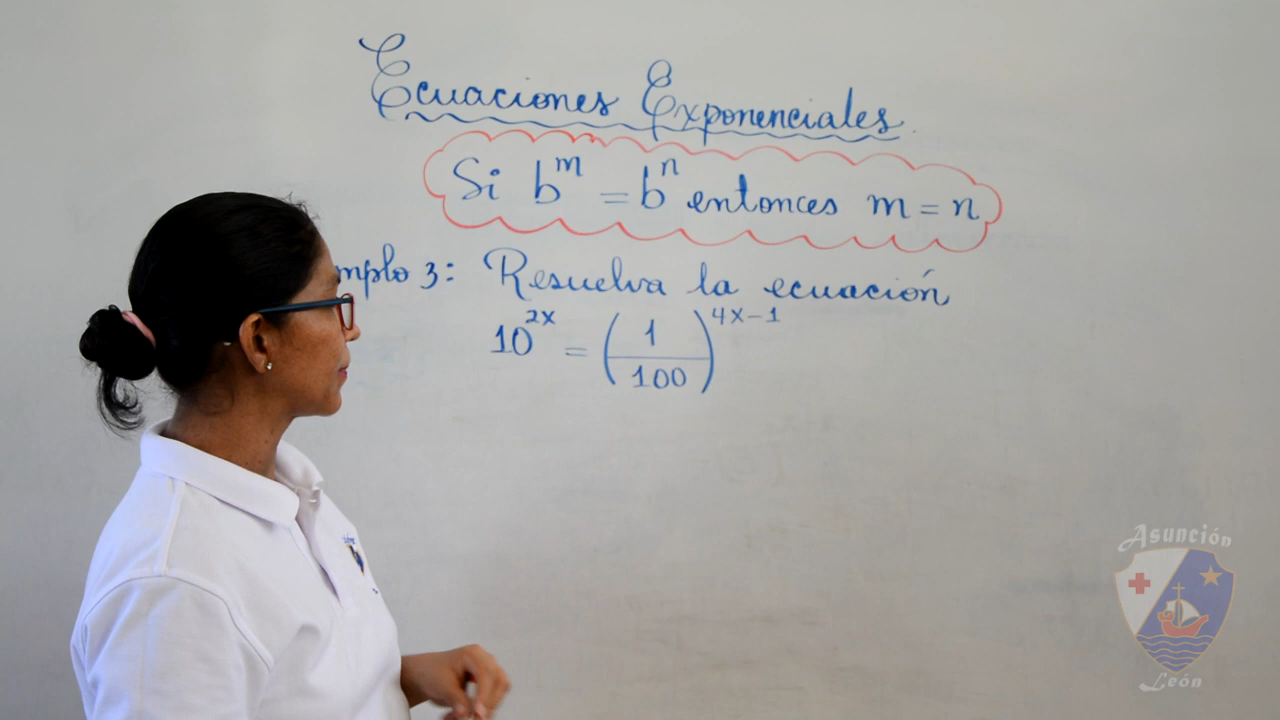 Ecuaciones Exponenciales
Si b^m = b^n entonces m = n
mplo 3: Resuelva la ecuación
10^2X = (1/100)^4X-1
Asunción
León